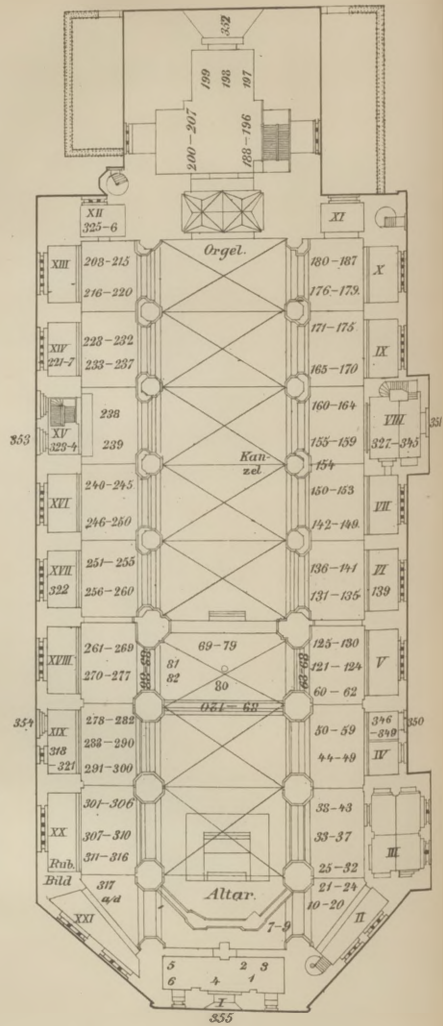 352
199 198 197
200-207 188-196
XII
325-6
XI
Orgel.
XIII 208-215 180-187 X
216-220 176-179.
XIV 228-232 171-175 IX
221-7 233-237 165-170
238 160-164 VIII 351
353 XV 327-345
323-4 239 155-159
Kan-
zel
154
240-245 150-153
XVI VII
246-250 142-149.
251-255 136-141
XVII VI
322 256-260 131-135. 139
261-269 69-79 125-130
XVIII 81 121-124 V
270-277 82 80 60-62
63-68
89-120
354 278-282 50-59 346 350
XIX 283-290 -349
318- 44-49 IV
321 291-300
301-306 38-43
XX 307-310 33-37 III
311-316 25-32
Rub.
Bild 317 Altar. 21-24
a/d 10-20
XXI 7-9 II
5 2 3
6 4 1
I
355